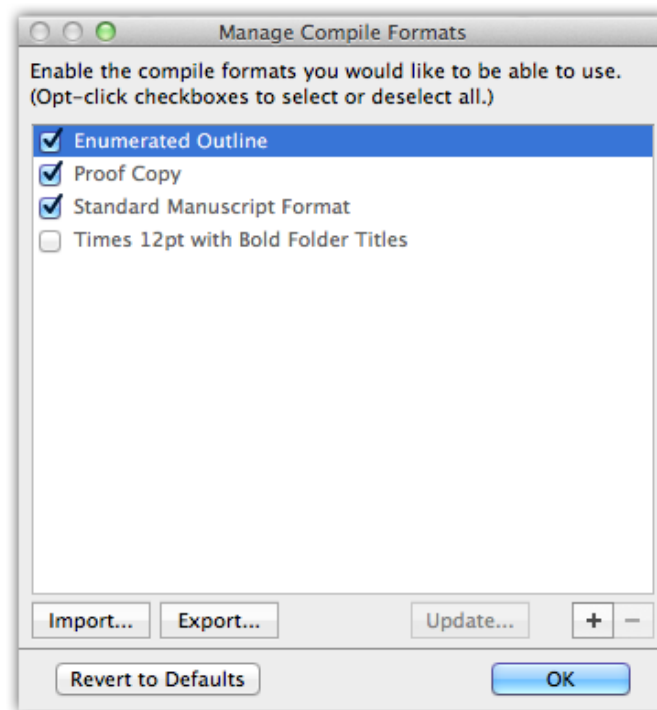 Manage Compile Formats
Enable the compile formats you would like to be able to use.
(Opt-click checkboxes to select or deselect all.)
Enumerated Outline
Proof Copy
Standard Manuscript Format
Times 12pt with Bold Folder Titles
Import... Export... Update... + −
Revert to Defaults OK